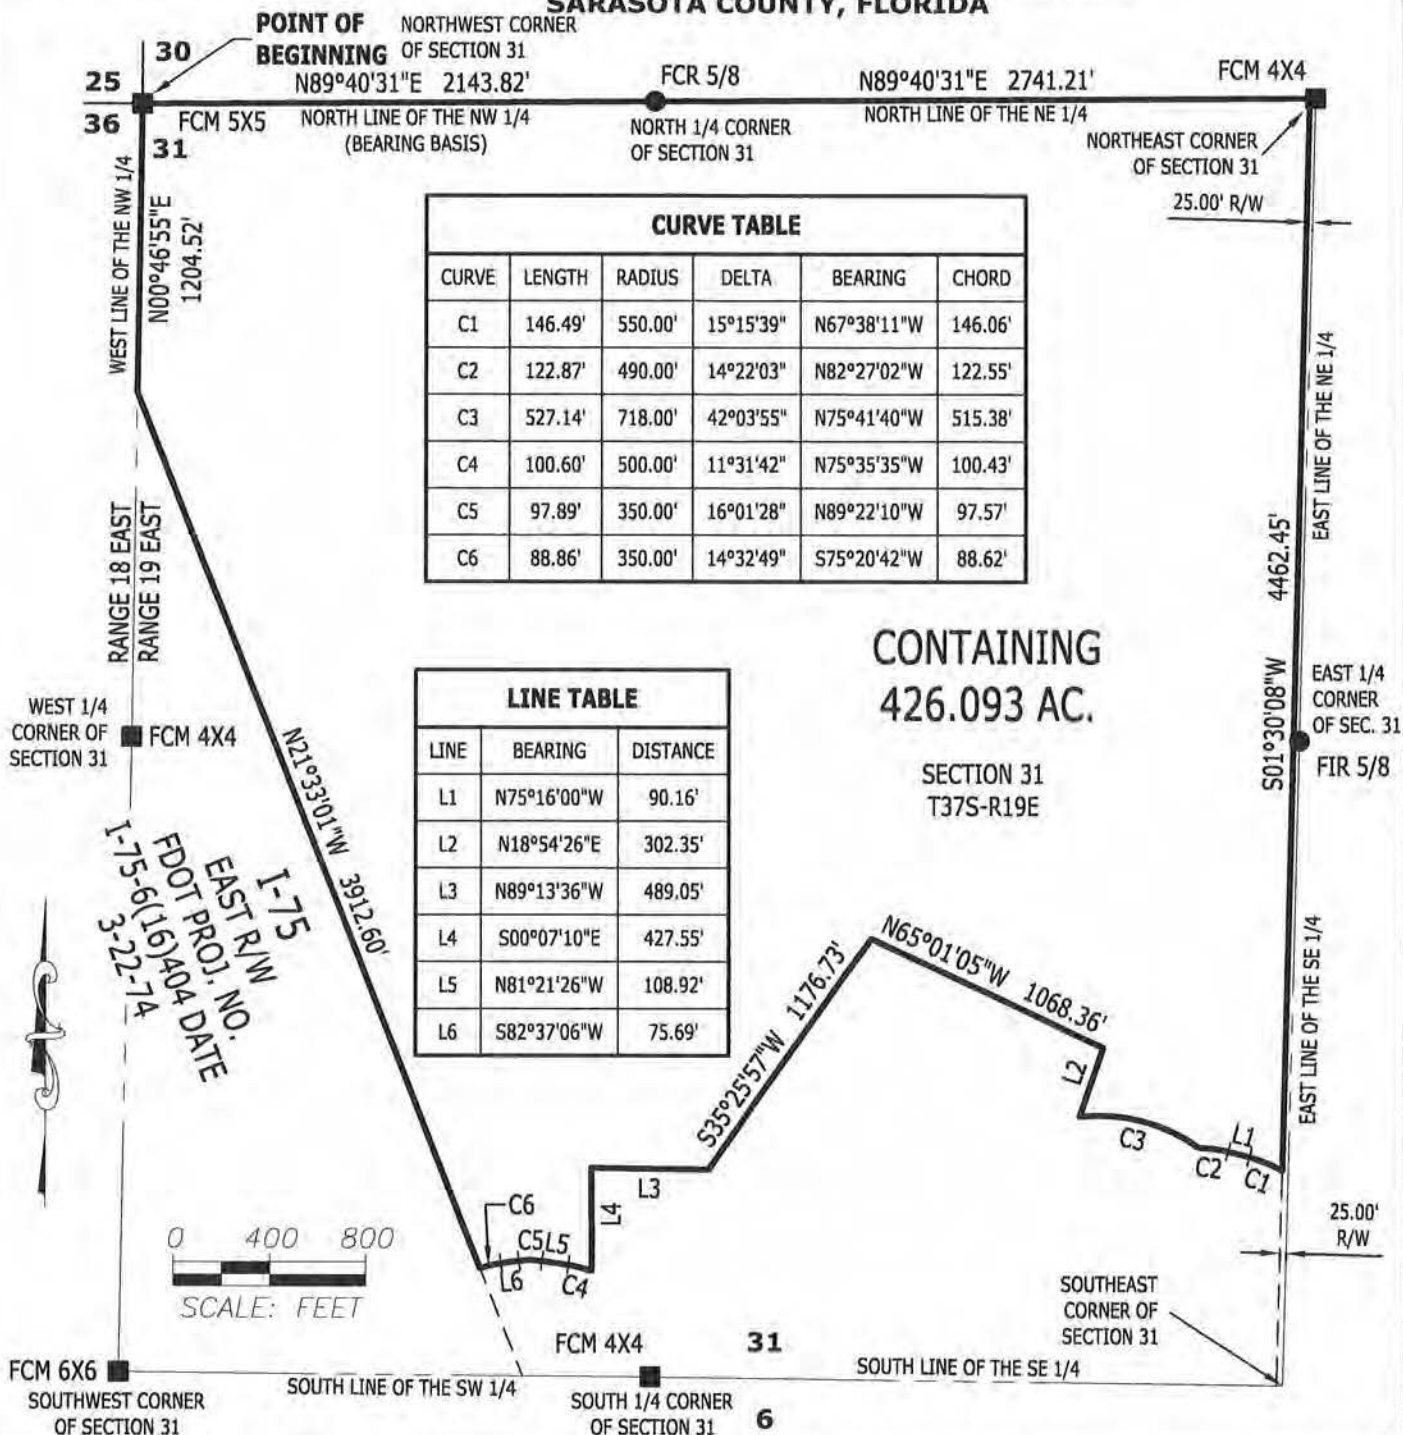 SARASOTA COUNTY, FLORIDA
POINT OF
BEGINNING
NORTHWEST CORNER
OF SECTION 31
30
25
36
31
FCM 5X5
N89°40'31"E 2143.82'
NORTH LINE OF THE NW 1/4
(BEARING BASIS)
FCR 5/8
NORTH 1/4 CORNER
OF SECTION 31
N89°40'31"E 2741.21'
NORTH LINE OF THE NE 1/4
FCM 4X4
NORTHEAST CORNER
OF SECTION 31
25.00' R/W
WEST LINE OF THE NW 1/4
N00°46'55"E
1204.52'
CURVE TABLE
CURVE LENGTH RADIUS DELTA BEARING CHORD
C1 146.49' 550.00' 15°15'39" N67°38'11"W 146.06'
C2 122.87' 490.00' 14°22'03" N82°27'02"W 122.55'
C3 527.14' 718.00' 42°03'55" N75°41'40"W 515.38'
C4 100.60' 500.00' 11°31'42" N75°35'35"W 100.43'
C5 97.89' 350.00' 16°01'28" N89°22'10"W 97.57'
C6 88.86' 350.00' 14°32'49" S75°20'42"W 88.62'
EAST LINE OF THE NE 1/4
RANGE 18 EAST
RANGE 19 EAST
S01°30'08"W 4462.45'
CONTAINING
426.093 AC.
SECTION 31
T37S-R19E
WEST 1/4
CORNER OF
SECTION 31
FCM 4X4
EAST 1/4
CORNER
OF SEC. 31
FIR 5/8
LINE TABLE
LINE BEARING DISTANCE
L1 N75°16'00"W 90.16'
L2 N18°54'26"E 302.35'
L3 N89°13'36"W 489.05'
L4 S00°07'10"E 427.55'
L5 N81°21'26"W 108.92'
L6 S82°37'06"W 75.69'
N21°33'01"W 3912.60'
I-75
EAST R/W
FDOT PROJ. NO.
I-75-6(16)404 DATE
3-22-74
S35°25'57"W 1176.73'
N65°01'05"W 1068.36'
L2
C3
C2
L1
C1
EAST LINE OF THE SE 1/4
L3
L4
C6
C5
L5
L6
C4
25.00'
R/W
0 400 800
SCALE: FEET
SOUTHEAST
CORNER OF
SECTION 31
FCM 6X6
SOUTHWEST CORNER
OF SECTION 31
SOUTH LINE OF THE SW 1/4
FCM 4X4
SOUTH 1/4 CORNER
OF SECTION 31
31
6
SOUTH LINE OF THE SE 1/4